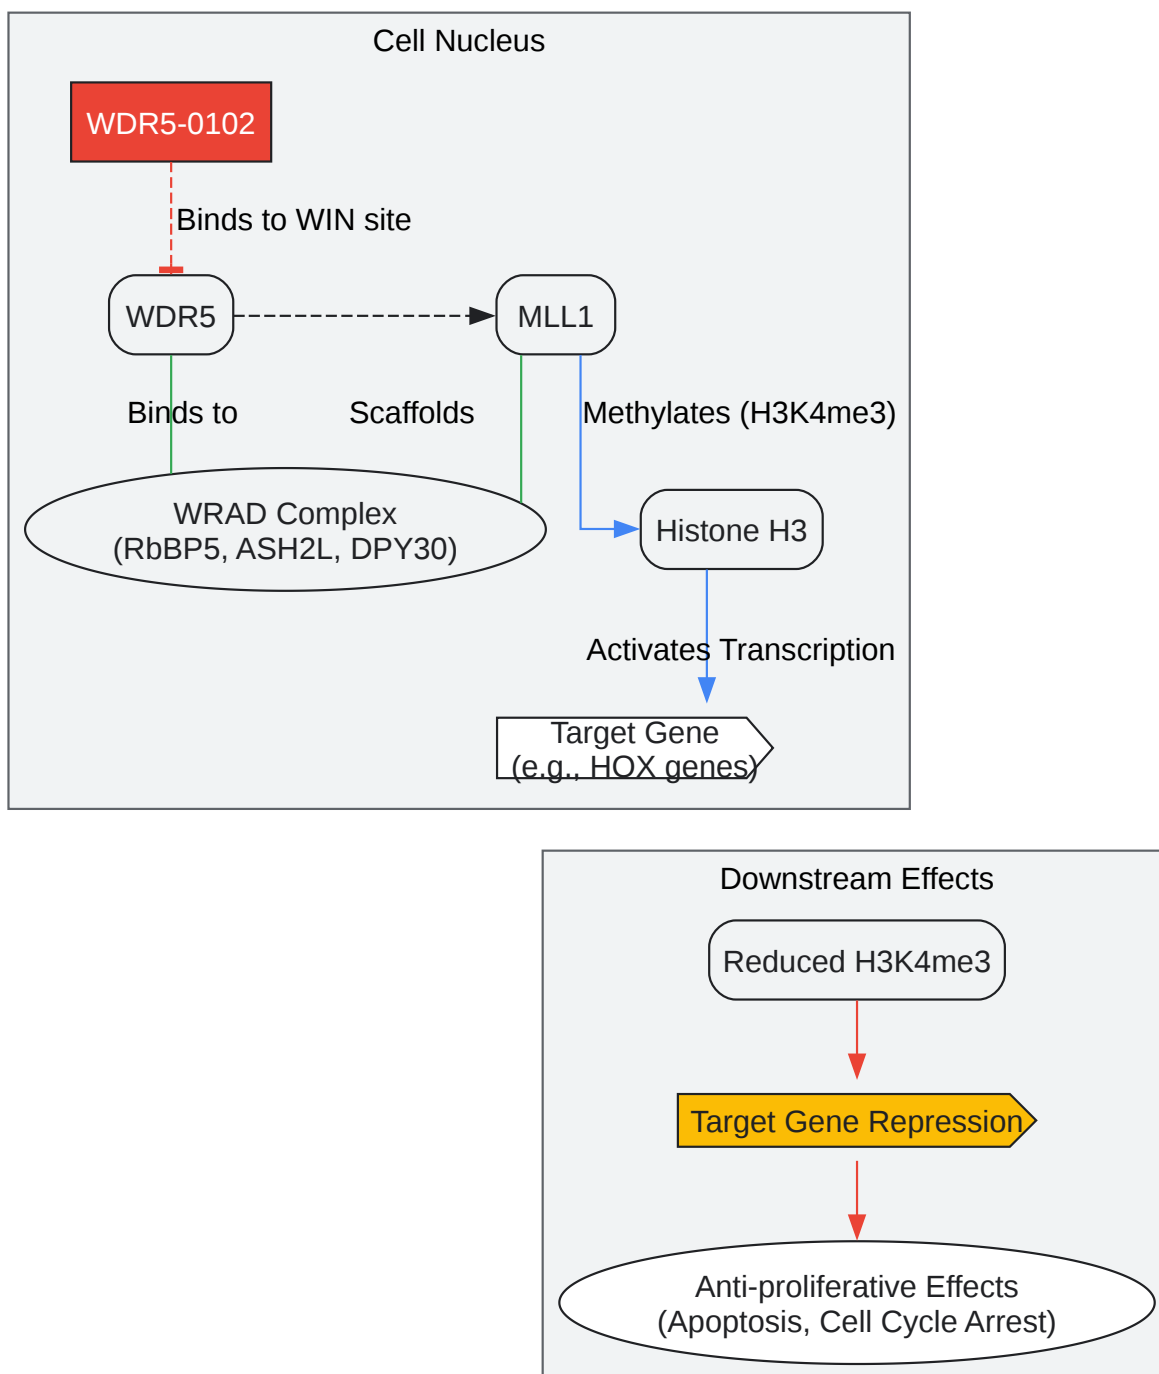 Cell Nucleus
WDR5-0102
Binds to WIN site
WDR5
MLL1
Binds to
Scaffolds
Methylates (H3K4me3)
WRAD Complex
(RbBP5, ASH2L, DPY30)
Histone H3
Activates Transcription
Target Gene
(e.g., HOX genes)
Downstream Effects
Reduced H3K4me3
Target Gene Repression
Anti-proliferative Effects
(Apoptosis, Cell Cycle Arrest)